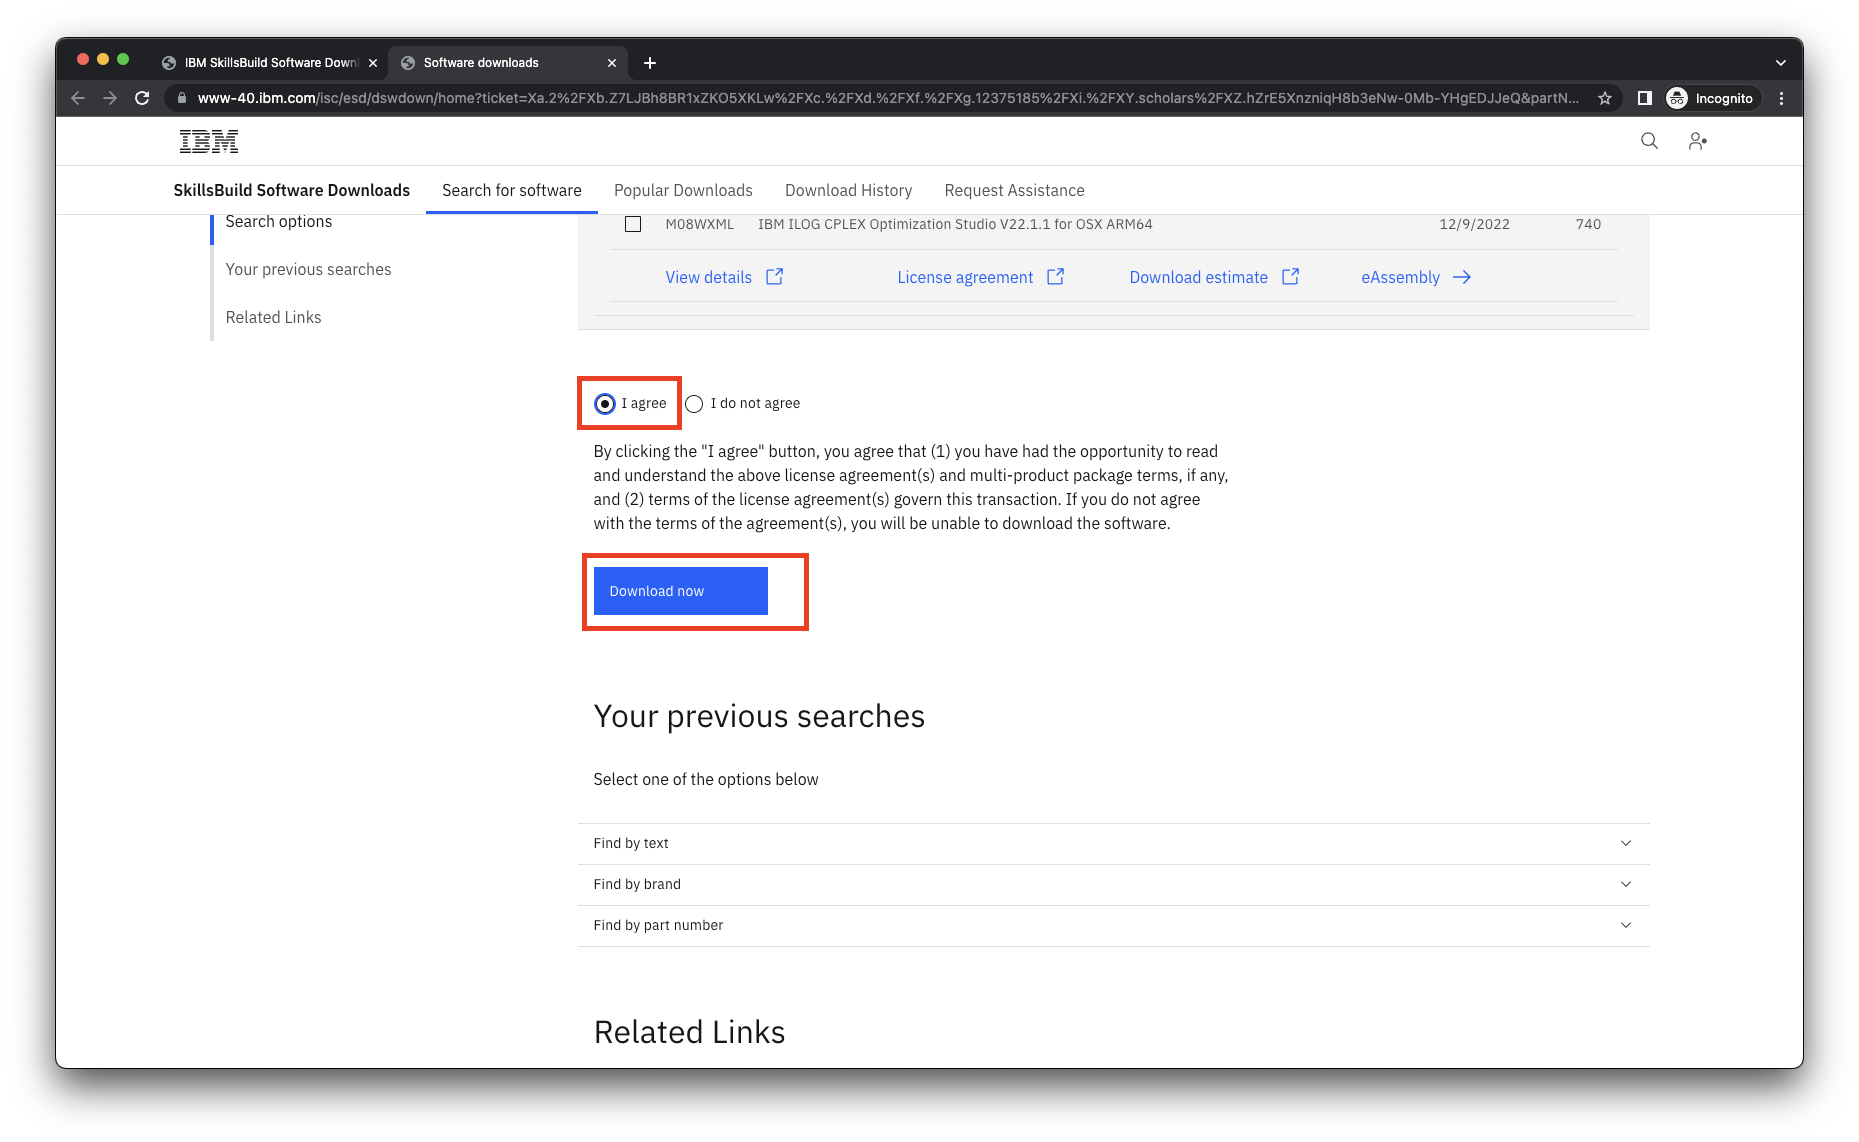 IBM SkillsBuild Software Down
Software downloads
www-40.ibm.com/isc/esd/dswdown/home?ticket=Xa.2%2FXb.Z7LJBh8BR1xZKO5XKLw%2FXc.%2FXd.%2FXf.%2FXg.12375185%2FXi.%2FXY.scholars%2FXZ.hZrE5XnzniqH8b3eNw-0Mb-YHgEDJJeQ&partN...
Incognito
IBM
SkillsBuild Software Downloads
Search for software
Popular Downloads
Download History
Request Assistance
Search options
Your previous searches
Related Links
M08WXML IBM ILOG CPLEX Optimization Studio V22.1.1 for OSX ARM64 12/9/2022 740
View details
License agreement
Download estimate
eAssembly
I agree
I do not agree
By clicking the "I agree" button, you agree that (1) you have had the opportunity to read
and understand the above license agreement(s) and multi-product package terms, if any,
and (2) terms of the license agreement(s) govern this transaction. If you do not agree
with the terms of the agreement(s), you will be unable to download the software.
Download now
Your previous searches
Select one of the options below
Find by text
Find by brand
Find by part number
Related Links